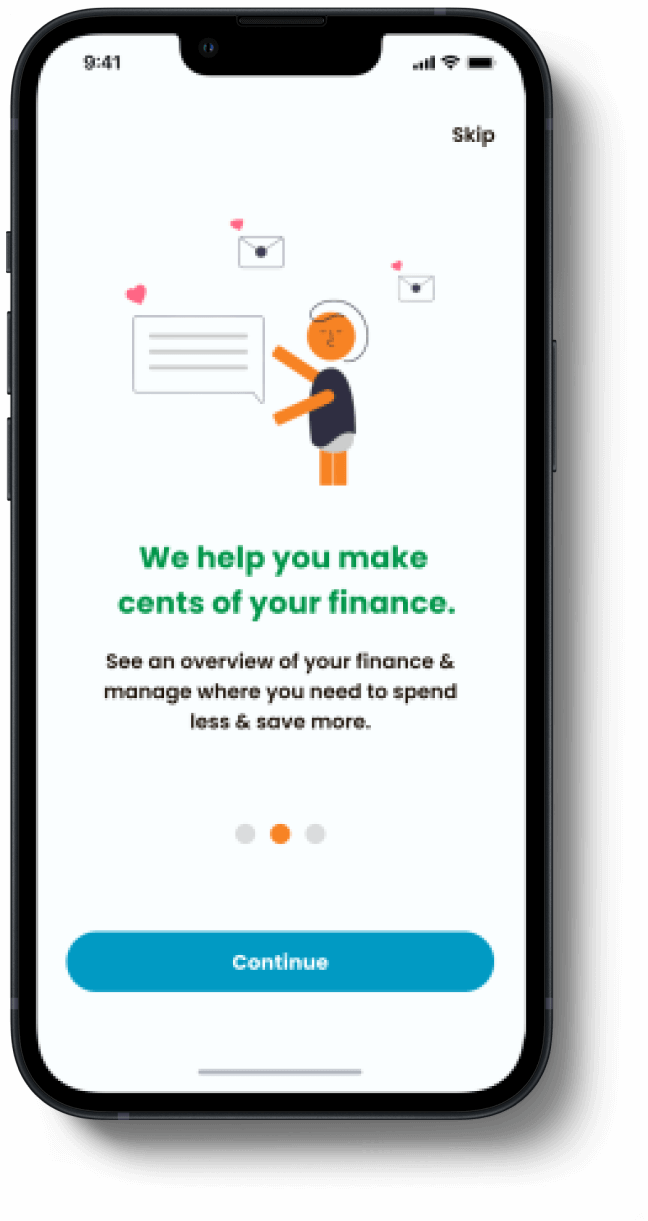 9:41
Skip
We help you make
cents of your finance.
See an overview of your finance &
manage where you need to spend
less & save more.
Continue